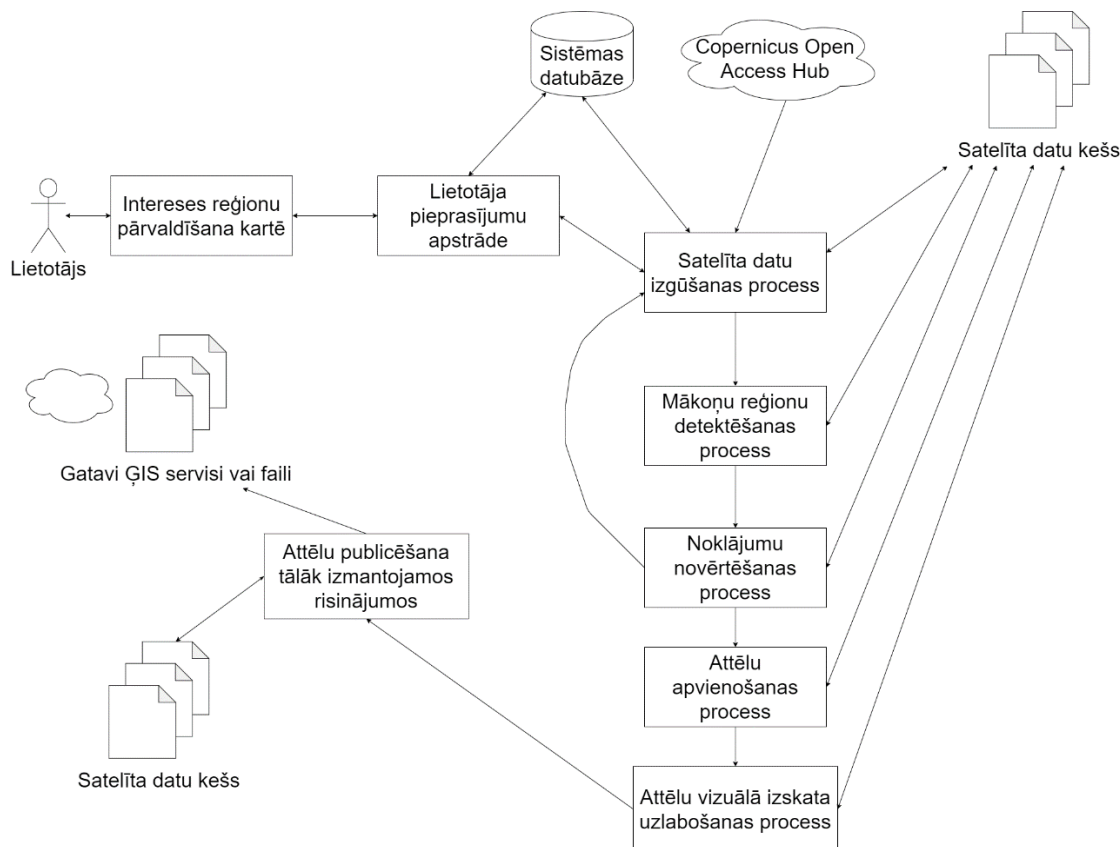 Sistēmas
datubāze
Copernicus Open
Access Hub
Satelīta datu kešs
Lietotājs
Intereses reģionu
pārvaldīšana kartē
Lietotāja
pieprasījumu
apstrāde
Satelīta datu
izgūšanas process
Mākoņu reģionu
detektēšanas
process
Gatavi ĢIS servisi vai faili
Noklājumu
novērtēšanas
process
Attēlu publicēšana
tālāk izmantojamos
risinājumos
Attēlu
apvienošanas
process
Satelīta datu kešs
Attēlu vizuālā izskata
uzlabošanas process